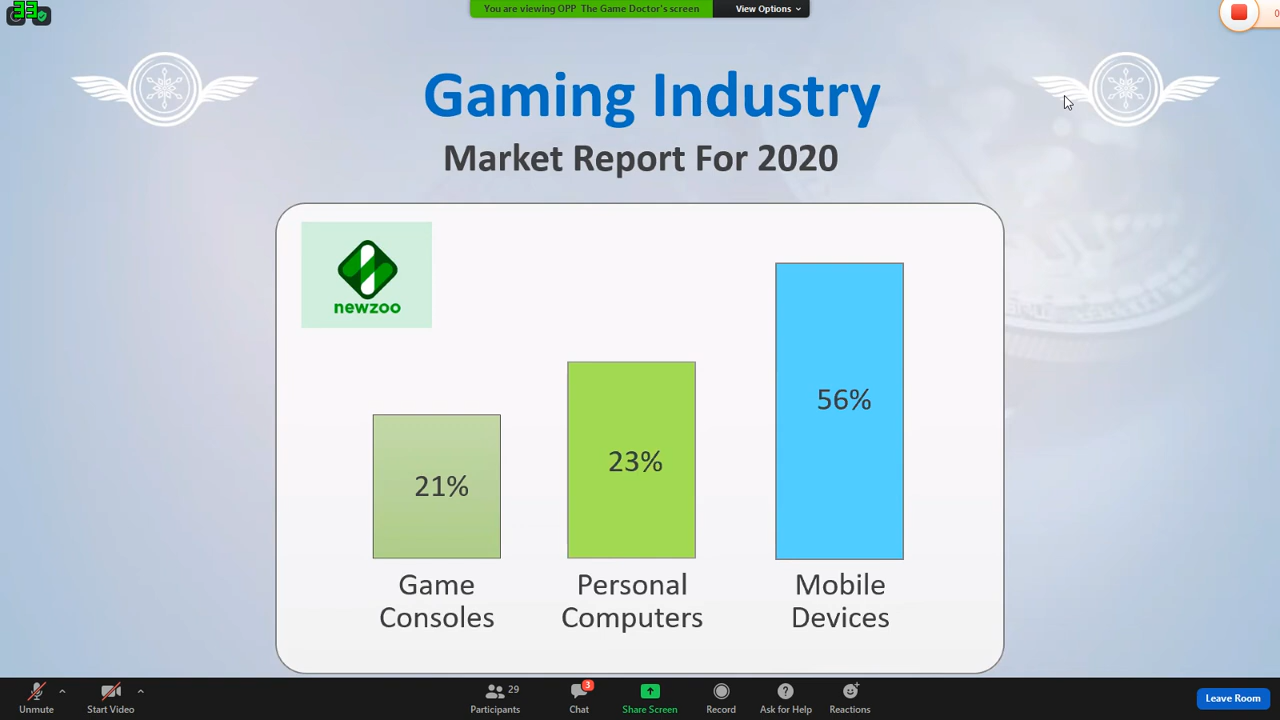 33
You are viewing OPP The Game Doctor's screen
View Options
Gaming Industry
Market Report For 2020
newzoo
21%
23%
56%
Game
Consoles
Personal
Computers
Mobile
Devices
Unmute
Start Video
29
Participants
3
Chat
Share Screen
Record
Ask for Help
Reactions
Leave Room